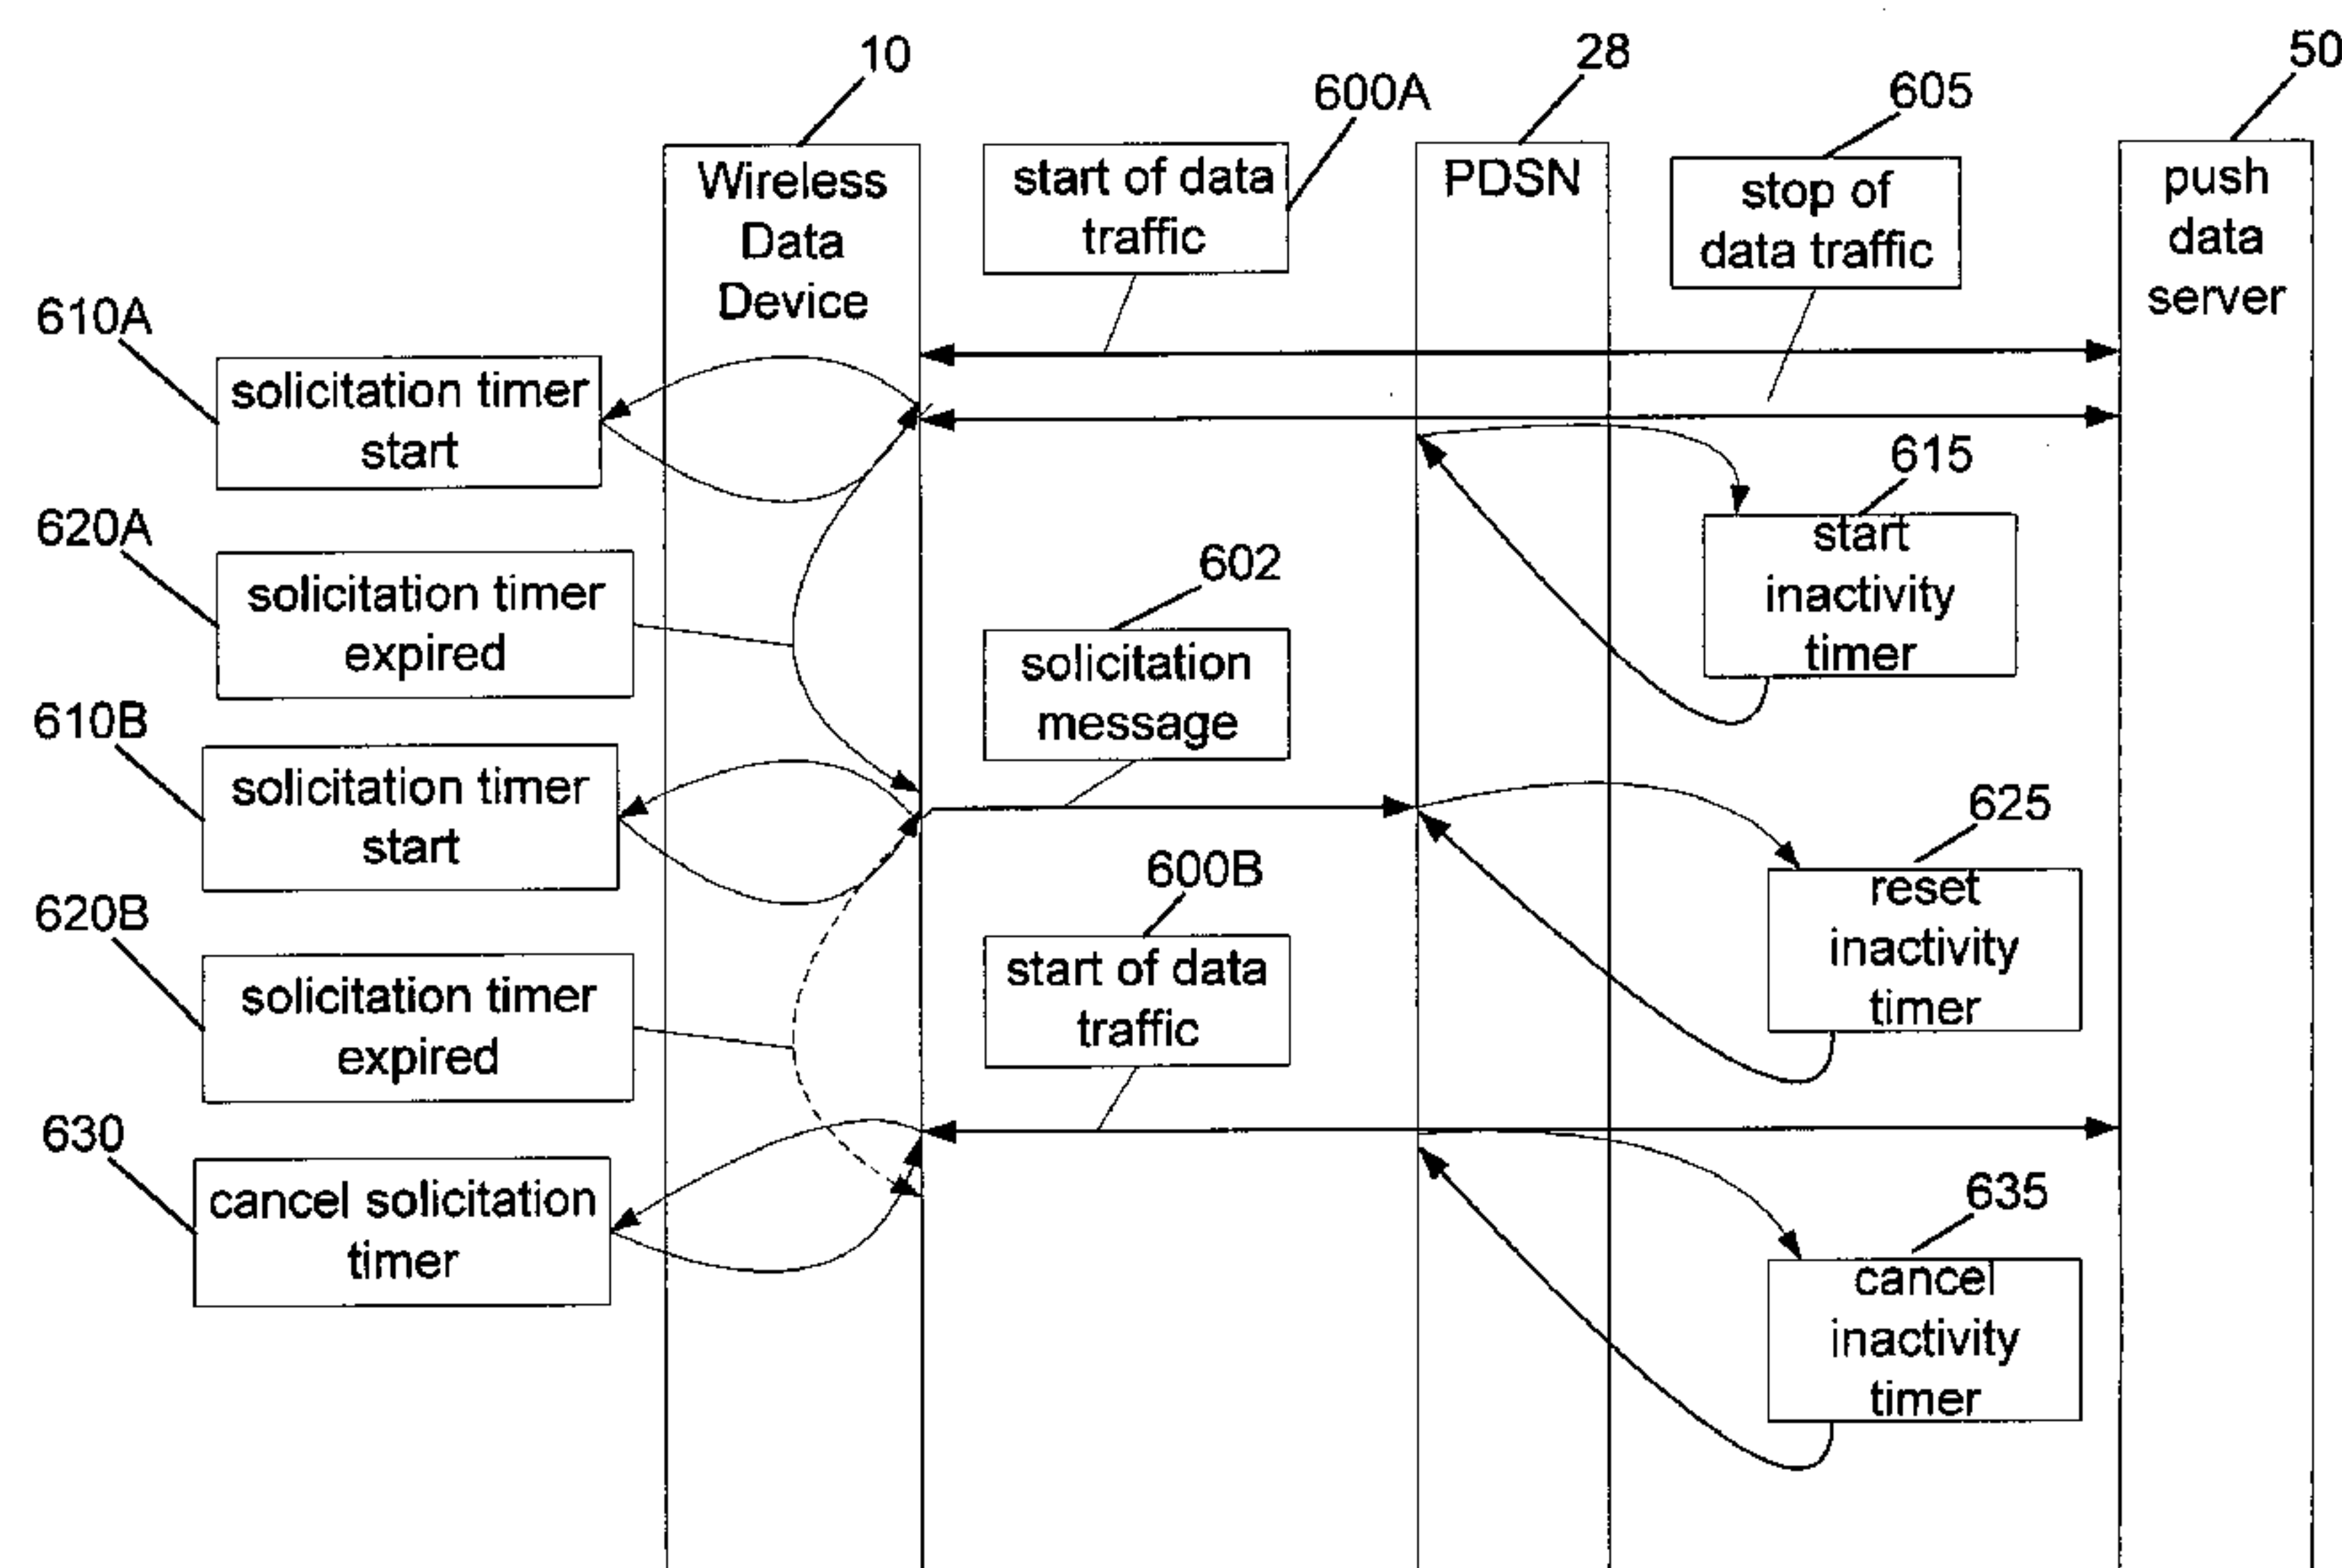 10
28
50
600A
605
Wireless
Data
Device
start of data
traffic
PDSN
stop of
data traffic
push
data
server
610A
solicitation timer
start
615
start
inactivity
timer
620A
solicitation timer
expired
602
solicitation
message
610B
solicitation timer
start
625
reset
inactivity
timer
600B
start of data
traffic
620B
solicitation timer
expired
630
cancel solicitation
timer
635
cancel
inactivity
timer